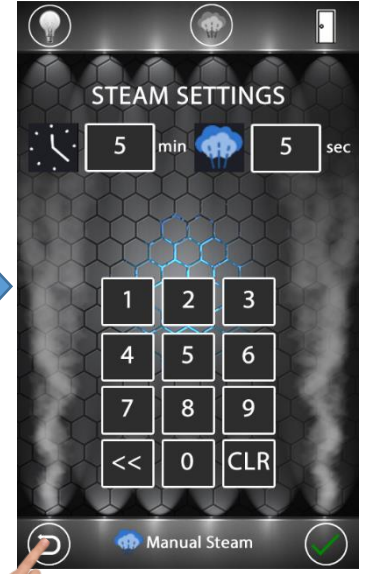 STEAM SETTINGS
5 min 5 sec
1 2 3
4 5 6
7 8 9
<< 0 CLR
Manual Steam